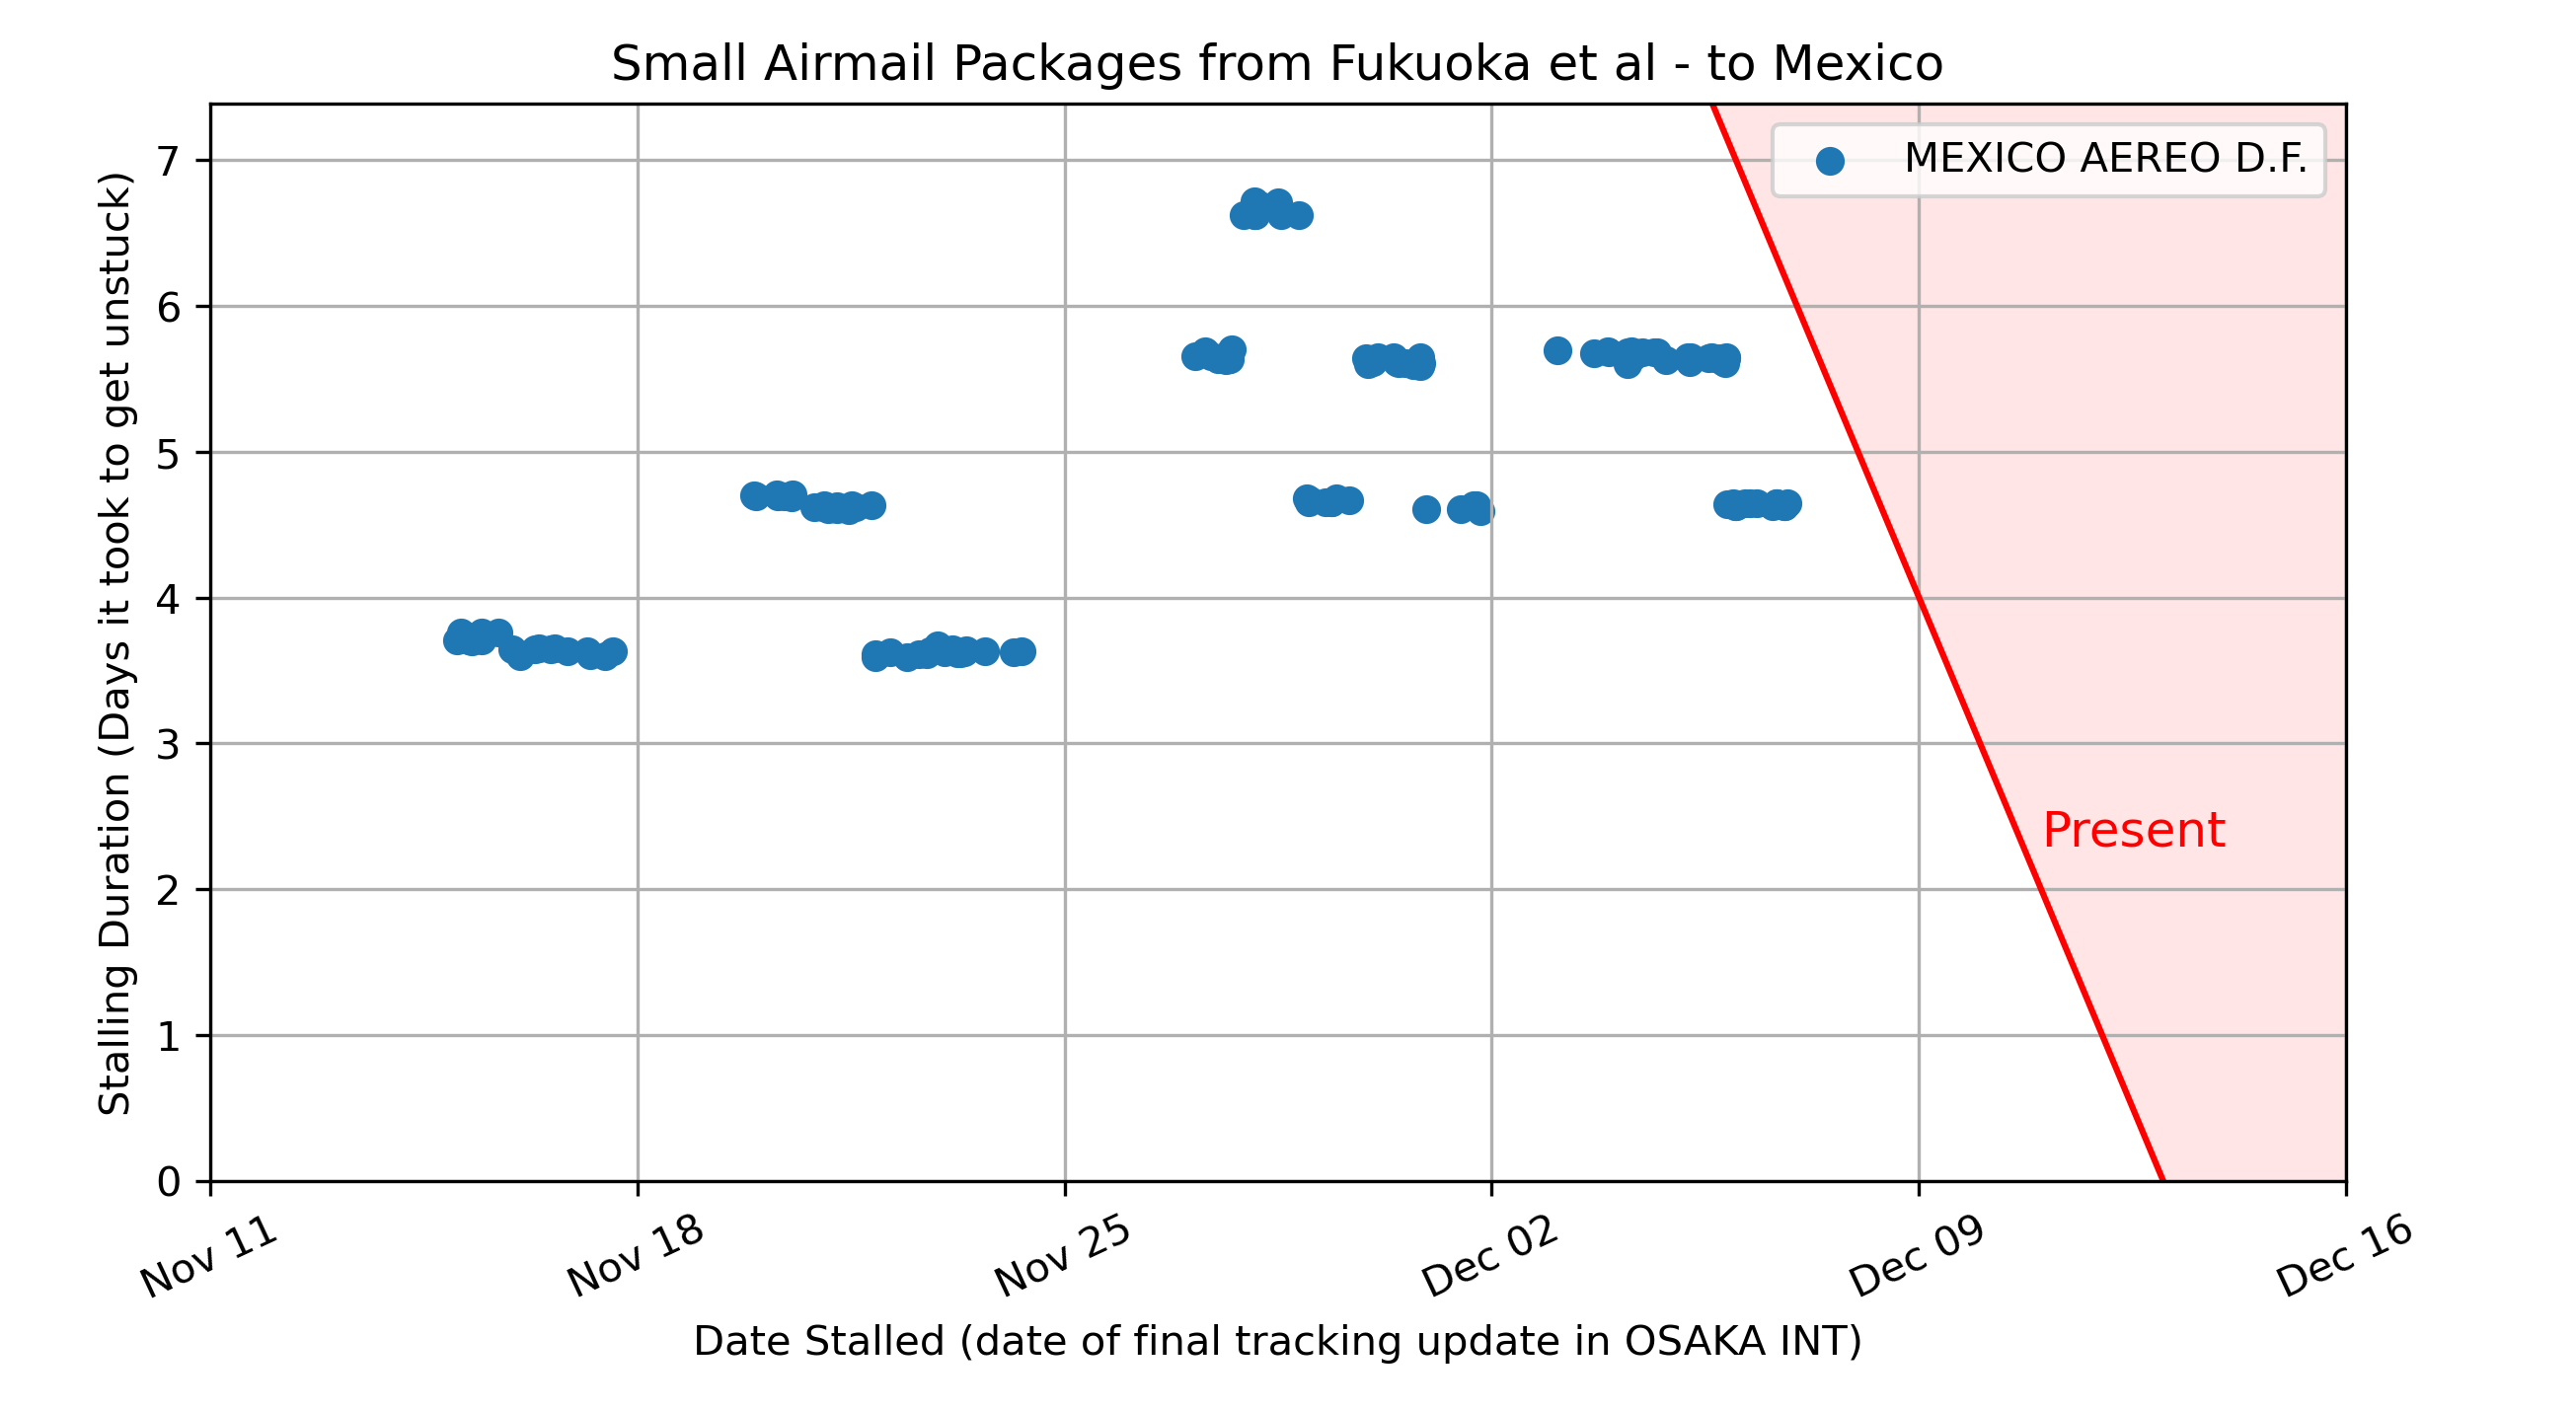 Small Airmail Packages from Fukuoka et al - to Mexico
MEXICO AEREO D.F.
Stalling Duration (Days it took to get unstuck)
7
6
5
4
3
2
1
0
Present
Nov 11
Nov 18
Nov 25
Dec 02
Dec 09
Dec 16
Date Stalled (date of final tracking update in OSAKA INT)